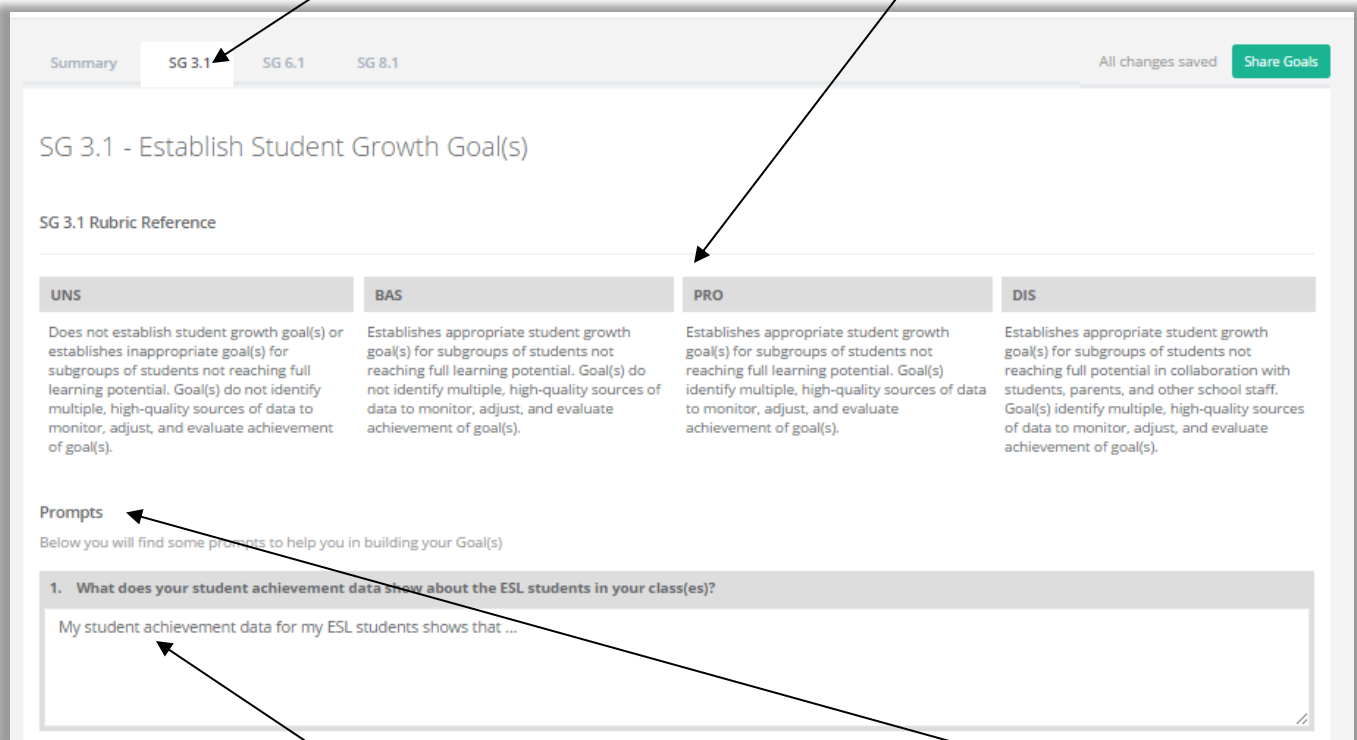 Summary SG 3.1 SG 6.1 SG 8.1 All changes saved Share Goals
SG 3.1 - Establish Student Growth Goal(s)
SG 3.1 Rubric Reference
UNS
Does not establish student growth goal(s) or
establishes inappropriate goal(s) for
subgroups of students not reaching full
learning potential. Goal(s) do not identify
multiple, high-quality sources of data to
monitor, adjust, and evaluate achievement
of goal(s).
BAS
Establishes appropriate student growth
goal(s) for subgroups of students not
reaching full learning potential. Goal(s) do
not identify multiple, high-quality sources of
data to monitor, adjust, and evaluate
achievement of goal(s).
PRO
Establishes appropriate student growth
goal(s) for subgroups of students not
reaching full learning potential. Goal(s)
identify multiple, high-quality sources of data
to monitor, adjust, and evaluate
achievement of goal(s).
DIS
Establishes appropriate student growth
goal(s) for subgroups of students not
reaching full potential in collaboration with
students, parents, and other school staff.
Goal(s) identify multiple, high-quality sources
of data to monitor, adjust, and evaluate
achievement of goal(s).
Prompts
Below you will find some prompts to help you in building your Goal(s)
1. What does your student achievement data show about the ESL students in your class(es)?
My student achievement data for my ESL students shows that ...